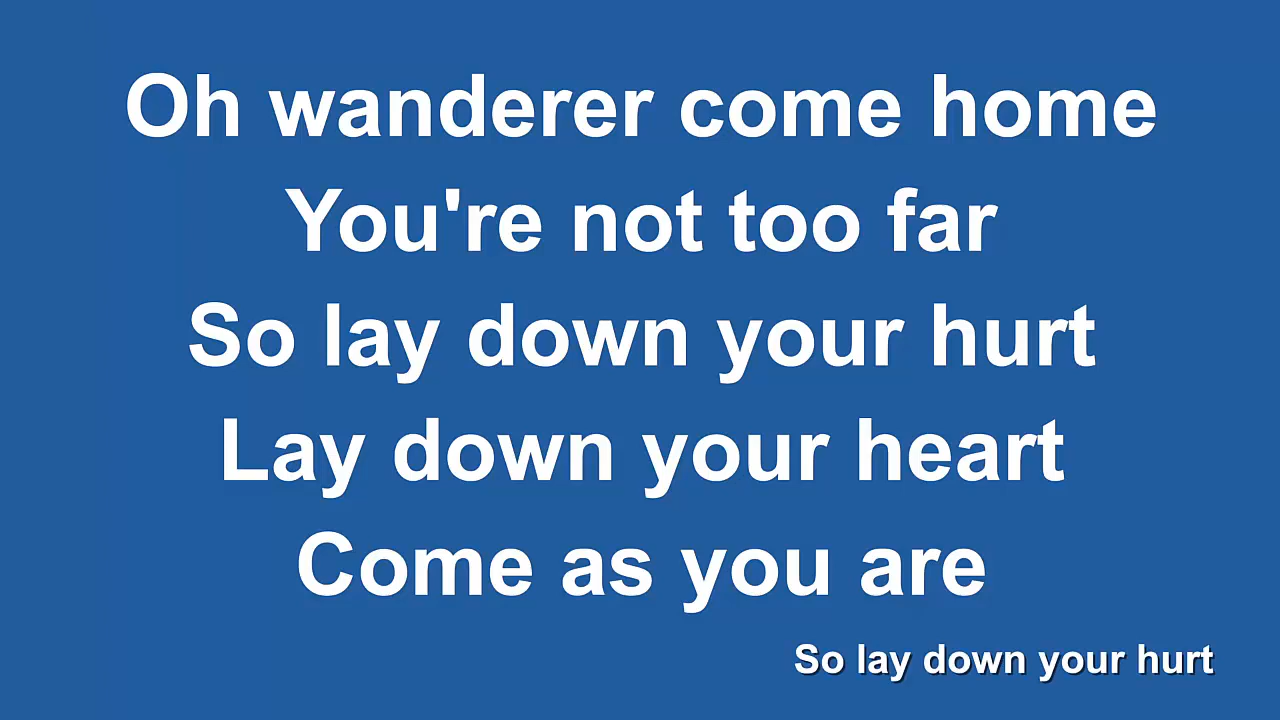 Oh wanderer come home
You're not too far
So lay down your hurt
Lay down your heart
Come as you are
So lay down your hurt